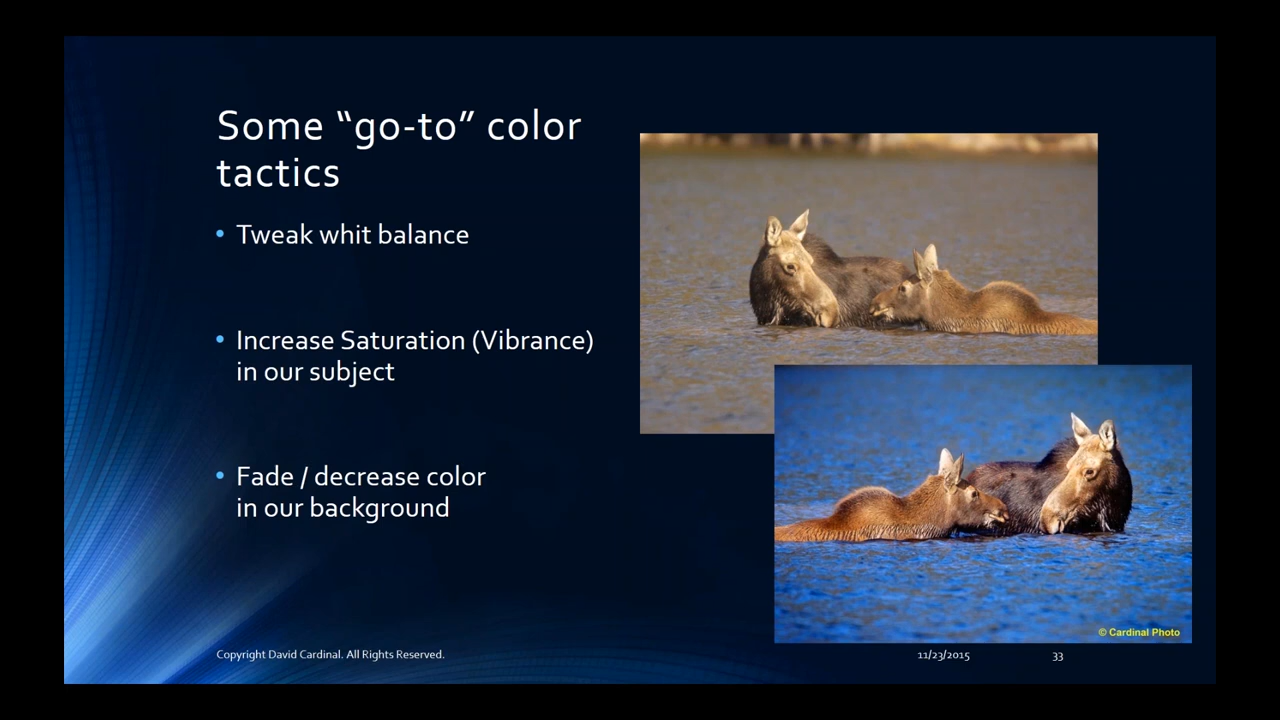 Some “go-to” color
tactics
• Tweak whit balance
• Increase Saturation (Vibrance)
in our subject
• Fade / decrease color
in our background
© Cardinal Photo
Copyright David Cardinal. All Rights Reserved.
11/23/2015
33